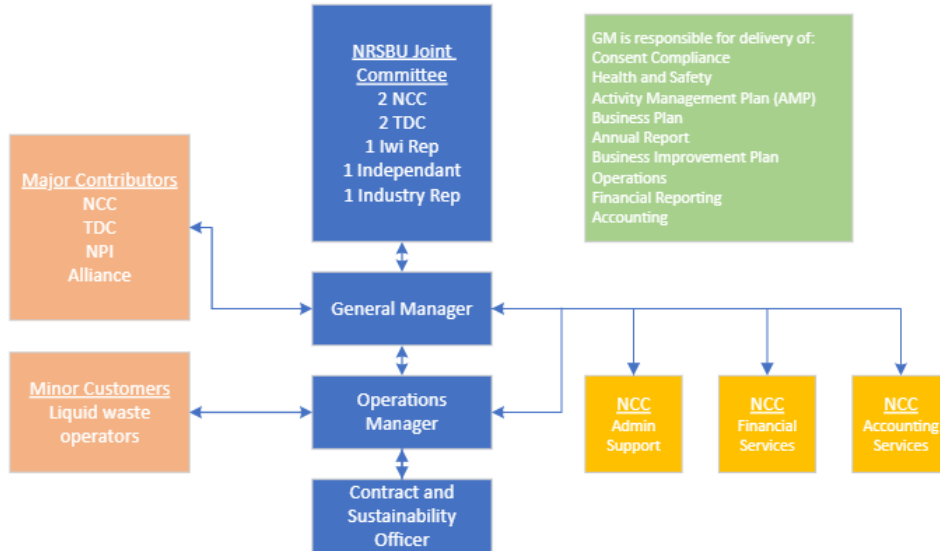 NRSBU Joint
Committee
2 NCC
2 TDC
1 Iwi Rep
1 Independant
1 Industry Rep
GM is responsible for delivery of:
Consent Compliance
Health and Safety
Activity Management Plan (AMP)
Business Plan
Annual Report
Business Improvement Plan
Operations
Financial Reporting
Accounting
Major Contributors
NCC
TDC
NPI
Alliance
General Manager
Minor Customers
Liquid waste
operators
Operations
Manager
NCC
Admin
Support
NCC
Financial
Services
NCC
Accounting
Services
Contract and
Sustainability
Officer